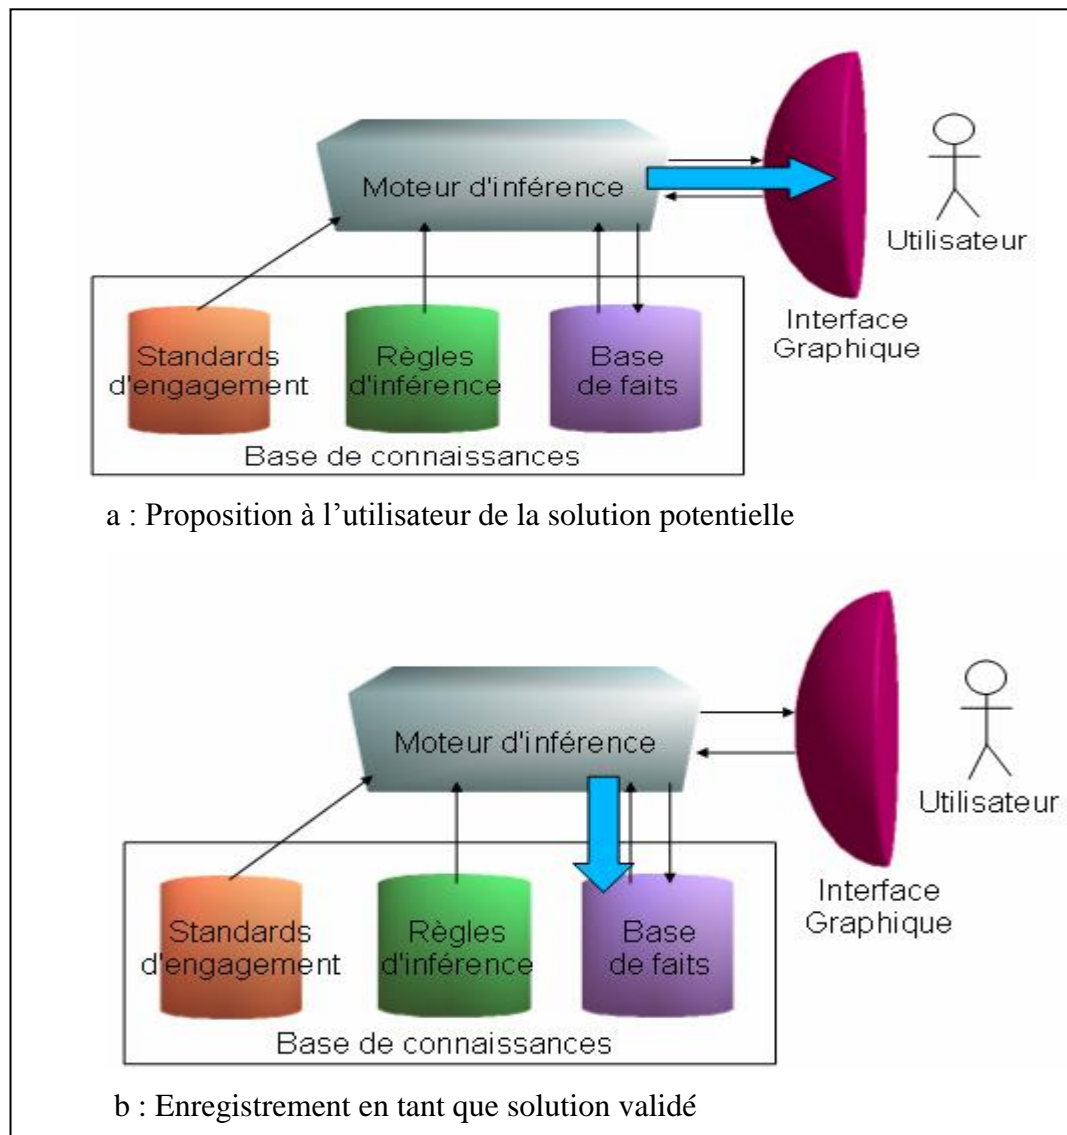 Moteur d'inférence
Utilisateur
Interface
Graphique
Standards
d'engagement
Règles
d'inférence
Base
de faits
Base de connaissances
a : Proposition à l’utilisateur de la solution potentielle
Moteur d'inférence
Utilisateur
Interface
Graphique
Standards
d'engagement
Règles
d'inférence
Base
de faits
Base de connaissances
b : Enregistrement en tant que solution validé